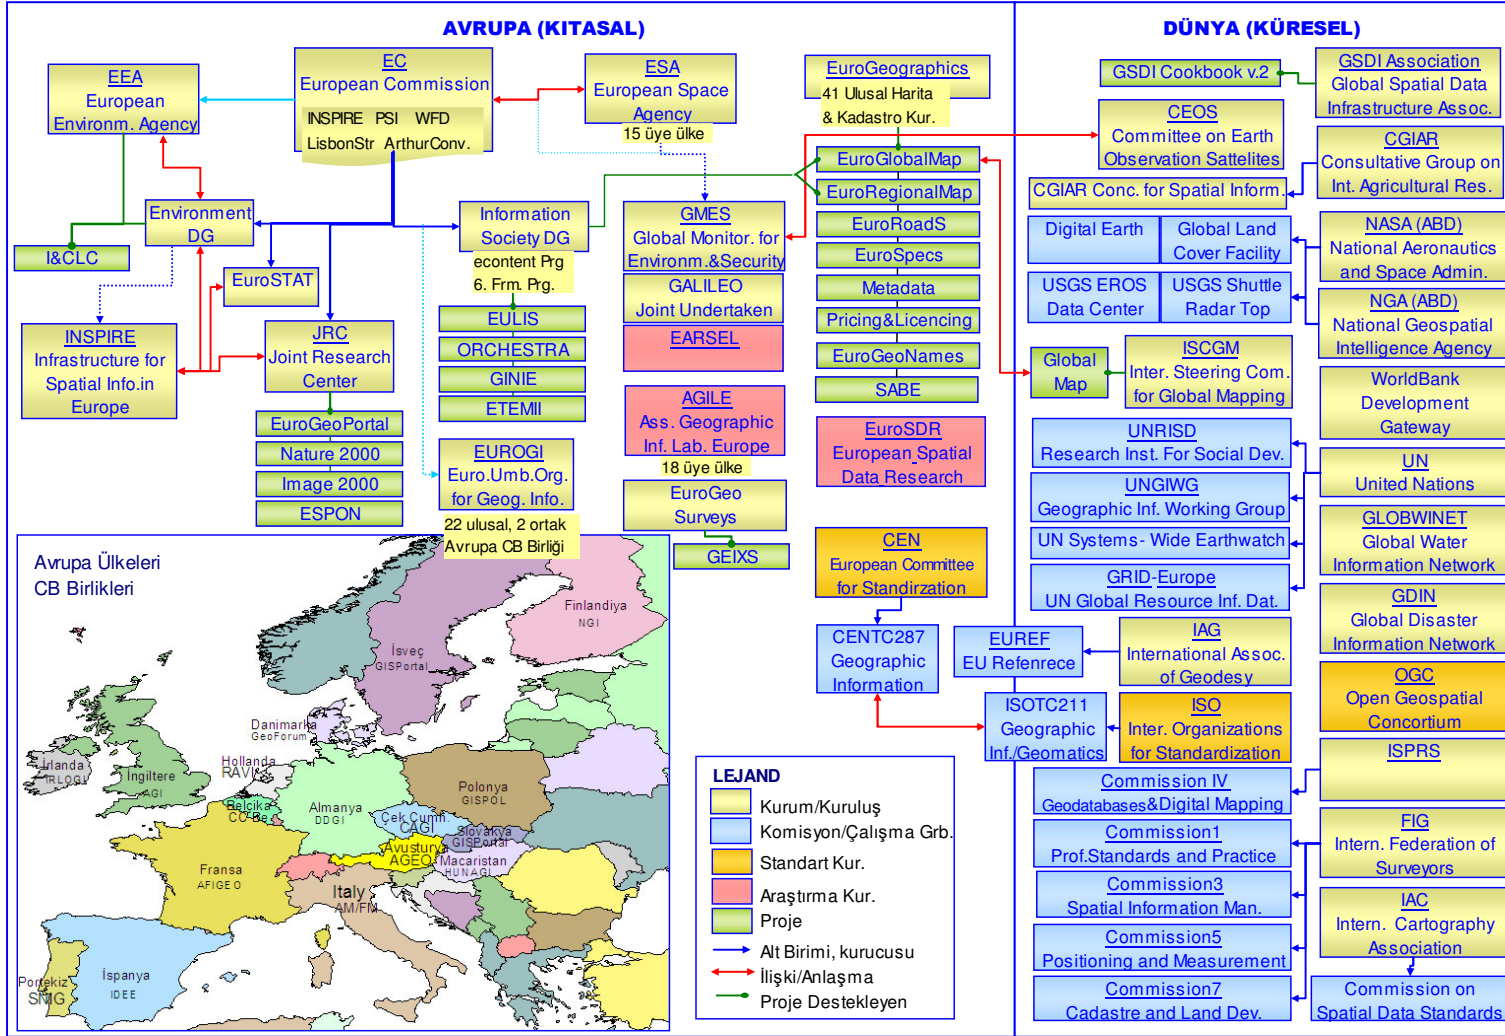 AVRUPA (KITASAL)
EEA
European
Environm. Agency
EC
European Commission
INSPIRE PSI WFD
LisbonStr ArthurConv.
ESA
European Space
Agency
15 üye ülke
EuroGeographics
41 Ulusal Harita
& Kadastro Kur.
EuroGlobalMap
EuroRegionalMap
EuroRoadS
EuroSpecs
Metadata
Pricing&Licencing
EuroGeoNames
SABE
Environment
DG
I&CLC
EuroSTAT
INSPIRE
Infrastructure for
Spatial Info.in
Europe
JRC
Joint Research
Center
EuroGeoPortal
Nature 2000
Image 2000
ESPON
Information
Society DG
econtent Prg
6. Frm. Prg.
EULIS
ORCHESTRA
GINIE
ETEMII
EUROGI
Euro.Umb.Org.
for Geog. Info.
22 ulusal, 2 ortak
Avrupa CB Birliği
GMES
Global Monitor. for
Environm.&Security
GALILEO
Joint Undertaken
EARSEL
AGILE
Ass. Geographic
Inf. Lab. Europe
18 üye ülke
EuroGeo
Surveys
GEIXS
EuroSDR
European_Spatial
Data_Research
CEN
European Committee
for Standirzation
CENTC287
Geographic
Information
DÜNYA (KÜRESEL)
GSDI Cookbook v.2
GSDI Association
Global Spatial Data
Infrastructure Assoc.
CEOS
Committee on Earth
Observation Sattelites
CGIAR
Consultative Group on
Int. Agricultural Res.
CGIAR Conc. for Spatial Inform.
Digital Earth
Global Land
Cover Facility
USGS EROS
Data Center
USGS Shuttle
Radar Top
NASA (ABD)
National Aeronautics
and Space Admin.
NGA (ABD)
National Geospatial
Intelligence Agency
Global
Map
ISCGM
Inter. Steering Com.
for Global Mapping
WorldBank
Development
Gateway
UNRISD
Research Inst. For Social Dev.
UN
United Nations
UNGIWG
Geographic Inf. Working Group
UN Systems- Wide Earthwatch
GRID-Europe
UN Global Resource Inf. Dat.
GLOBWINET
Global Water
Information Network
GDIN
Global Disaster
Information Network
EUREF
EU Refenrece
IAG
International Assoc.
of Geodesy
ISOTC211
Geographic
Inf./Geomatics
ISO
Inter. Organizations
for Standardization
OGC
Open Geospatial
Concortium
ISPRS
Commission IV
Geodatabases&Digital Mapping
FIG
Intern. Federation of
Surveyors
Commission1
Prof.Standards and Practice
Commission3
Spatial Information Man.
Commission5
Positioning and Measurement
Commission7
Cadastre and Land Dev.
IAC
Intern. Cartography
Association
Commission on
Spatial Data Standards
Avrupa Ülkeleri
CB Birlikleri
Finlandiya
NGI
İsveç
GISPortal
Danimarka
GeoForum
Hollanda
RAVI
İrlanda
IRLOGI
İngiltere
AGI
Belçika
CC-Be
Almanya
DDGI
Polonya
GISPOL
Çek Cumh.
CAGI
Slovakya
GISPortal
Avusturya
AGEO
Macaristan
HUNAGI
Fransa
AFIGEO
Italy
AM/FM
Portekiz
SNIG
İspanya
IDEE
LEJAND
Kurum/Kuruluş
Komisyon/Çalışma Grb.
Standart Kur.
Araştırma Kur.
Proje
Alt Birimi, kurucusu
İlişki/Anlaşma
Proje Destekleyen